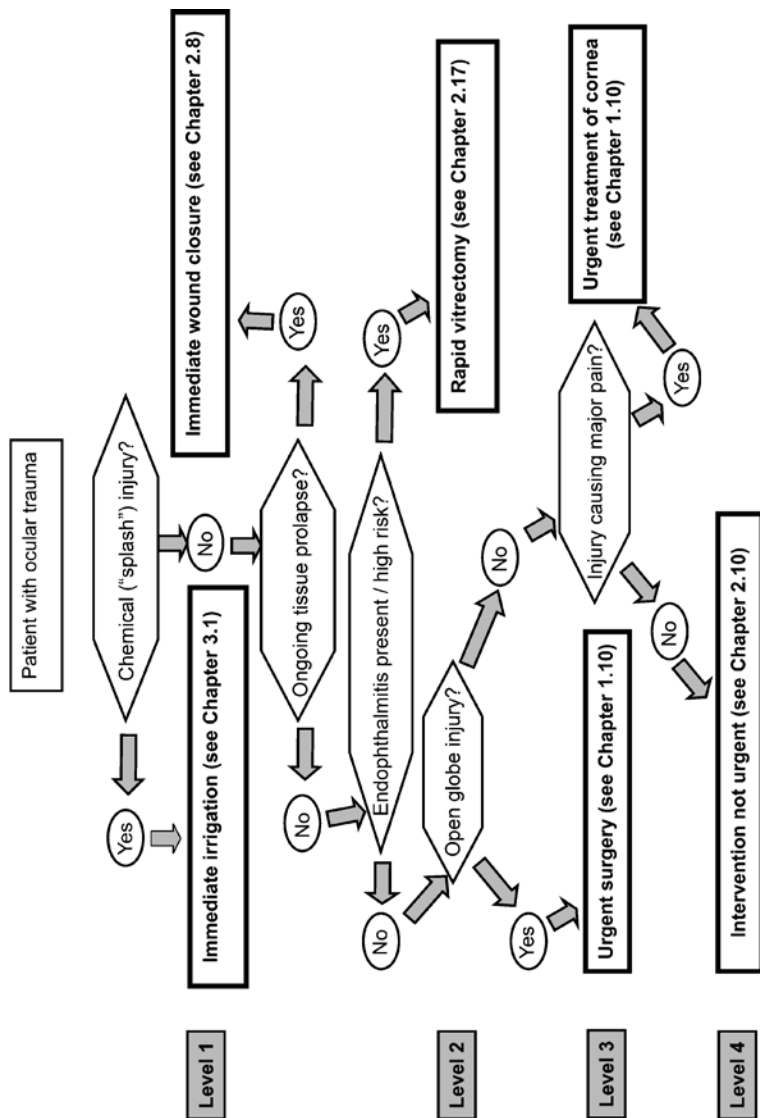 Patient with ocular trauma
Chemical (“splash”) injury?
Yes
No
Level 1
Immediate irrigation (see Chapter 3.1)
Immediate wound closure (see Chapter 2.8)
Ongoing tissue prolapse?
Yes
No
Endophthalmitis present / high risk?
Yes
No
Level 2
Rapid vitrectomy (see Chapter 2.17)
Open globe injury?
No
Yes
Level 3
Urgent surgery (see Chapter 1.10)
Injury causing major pain?
Urgent treatment of cornea
(see Chapter 1.10)
Yes
No
Level 4
Intervention not urgent (see Chapter 2.10)